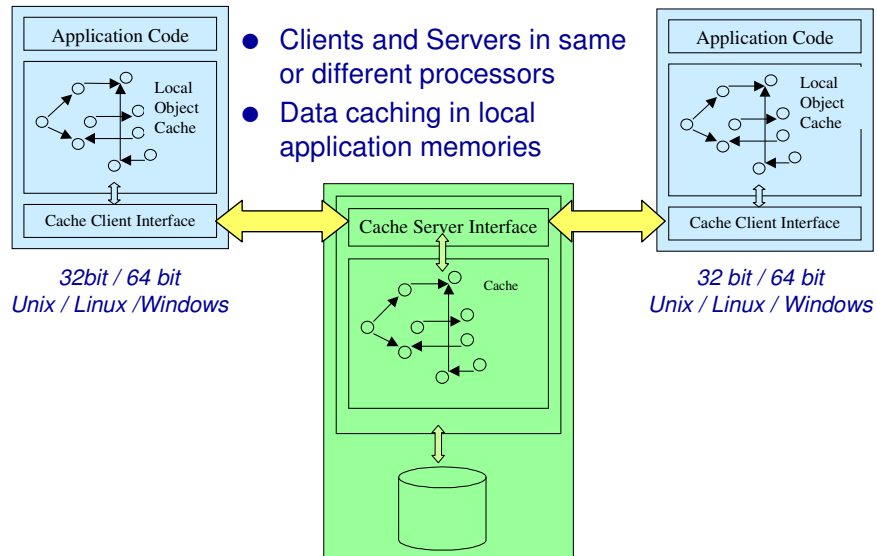 Application Code
Local
Object
Cache
Cache Client Interface
32bit / 64 bit
Unix / Linux /Windows
● Clients and Servers in same
or different processors
● Data caching in local
application memories
Cache Server Interface
Cache
Application Code
Local
Object
Cache
Cache Client Interface
32 bit / 64 bit
Unix / Linux / Windows